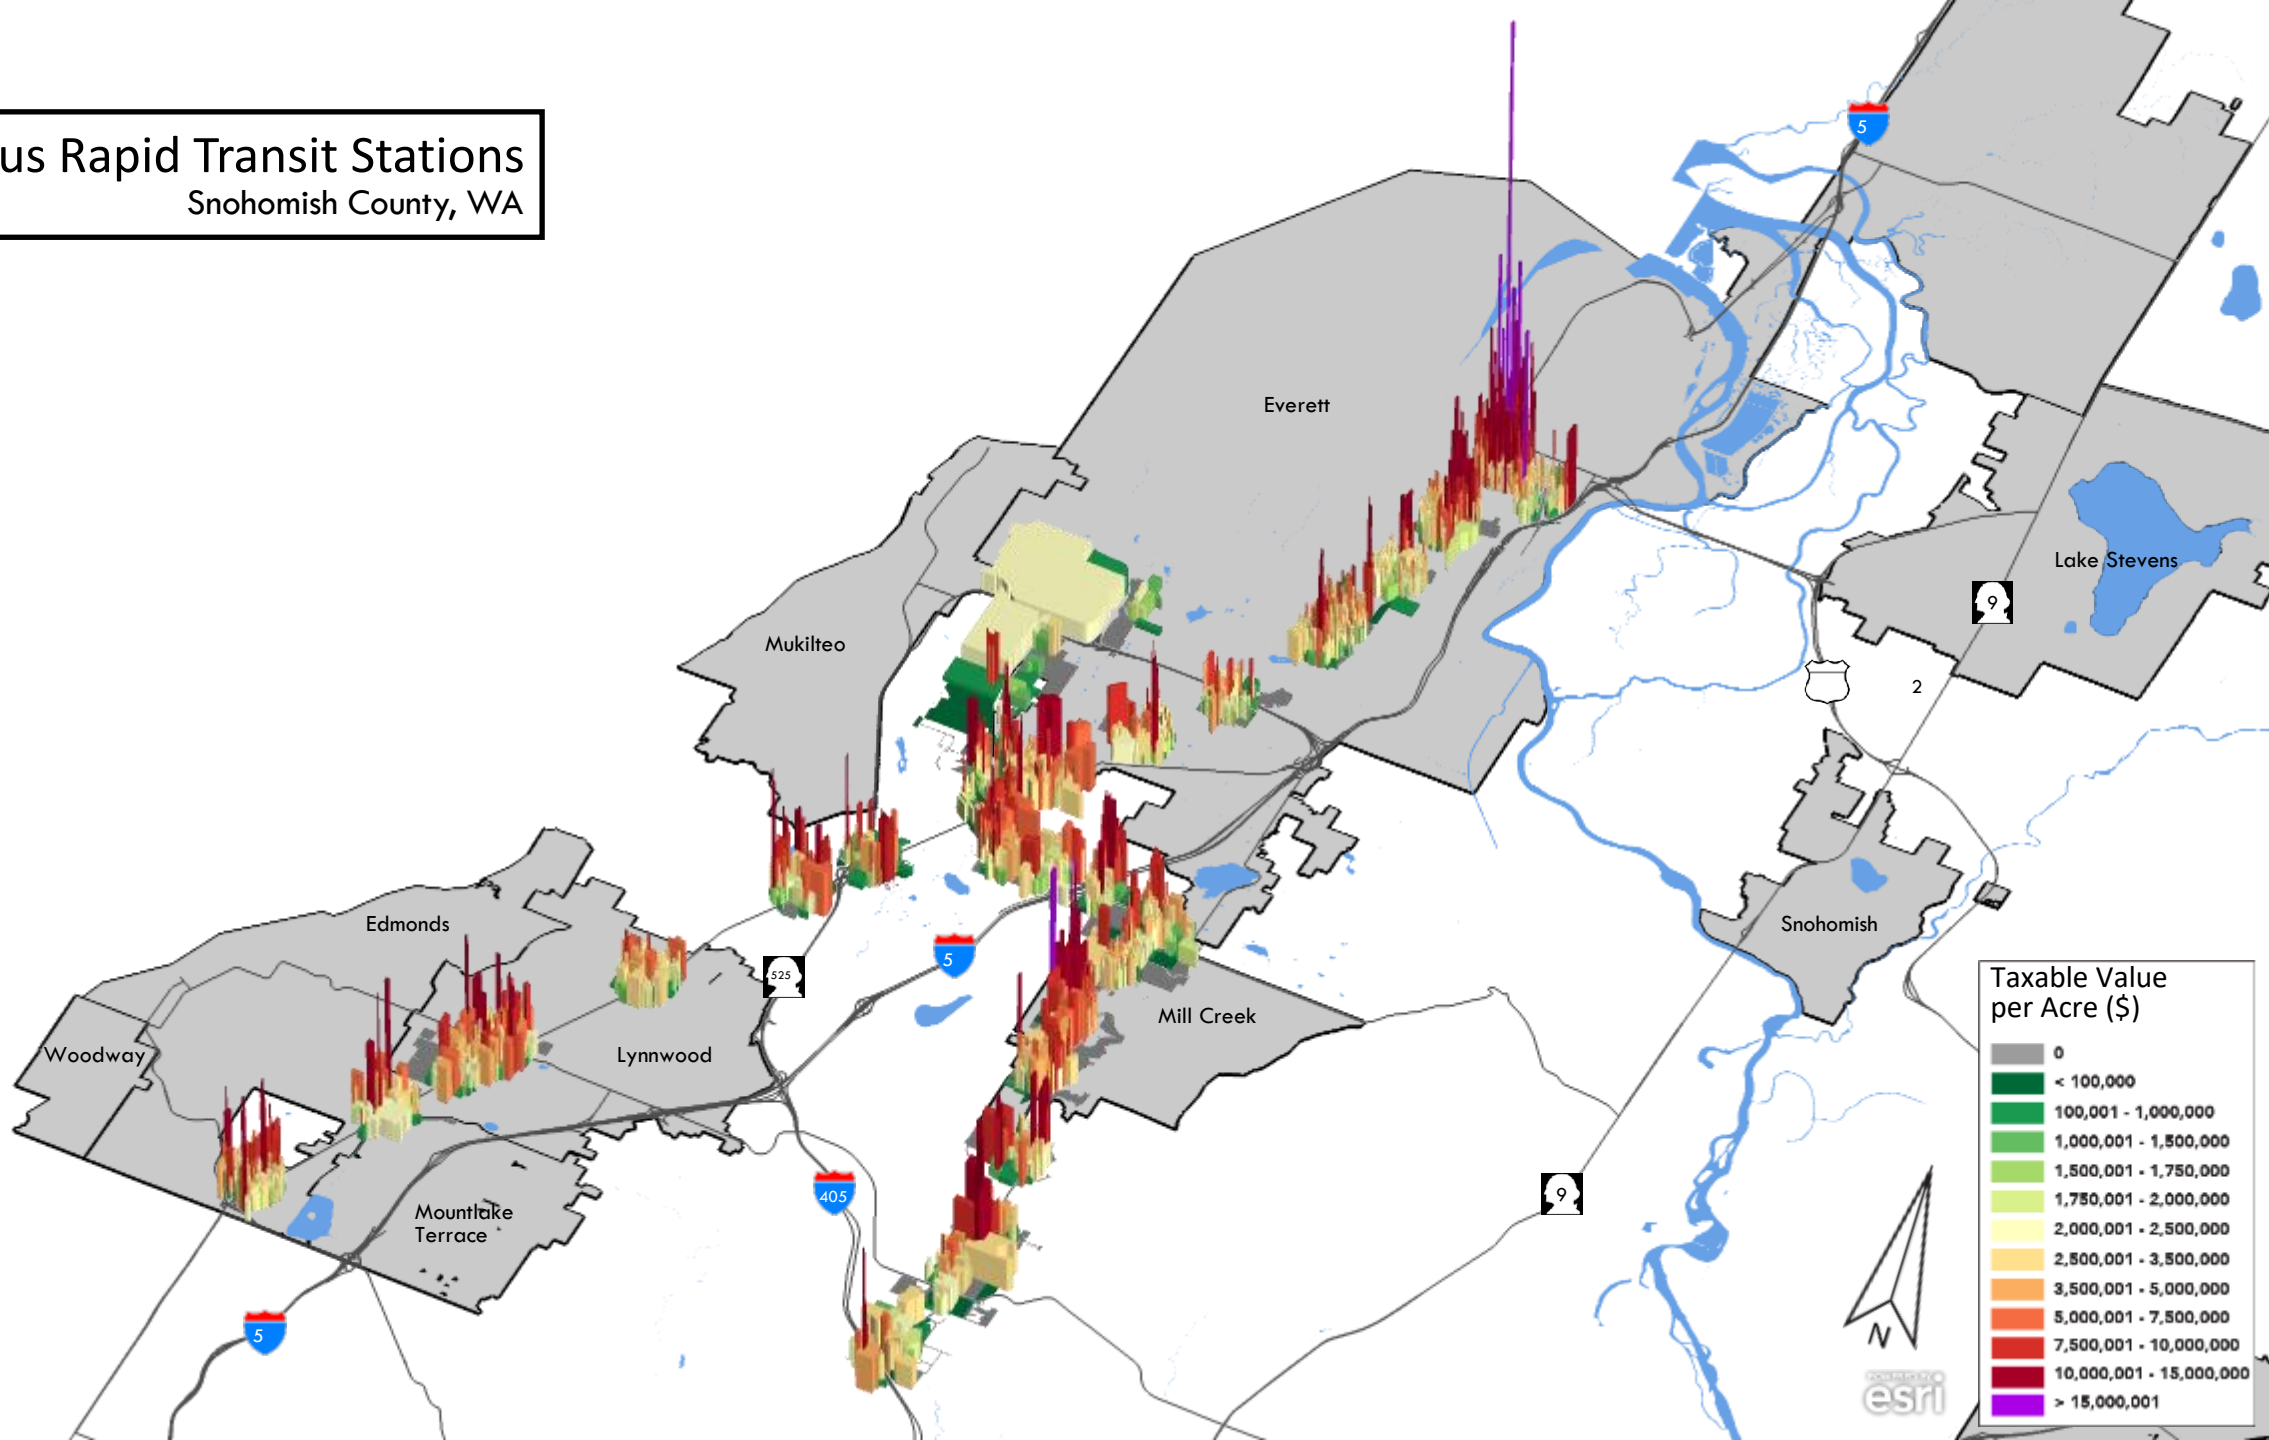 us Rapid Transit Stations
Snohomish County, WA
5
Everett
Lake Stevens
9
Mukilteo
2
Edmonds
Snohomish
5
525
Mill Creek
Woodway
Lynnwood
405
9
Mountlake
Terrace
5
N
esri
Taxable Value
per Acre ($)
0
< 100,000
100,001 - 1,000,000
1,000,001 - 1,500,000
1,500,001 - 1,750,000
1,750,001 - 2,000,000
2,000,001 - 2,500,000
2,500,001 - 3,500,000
3,500,001 - 5,000,000
5,000,001 - 7,500,000
7,500,001 - 10,000,000
10,000,001 - 15,000,000
> 15,000,001